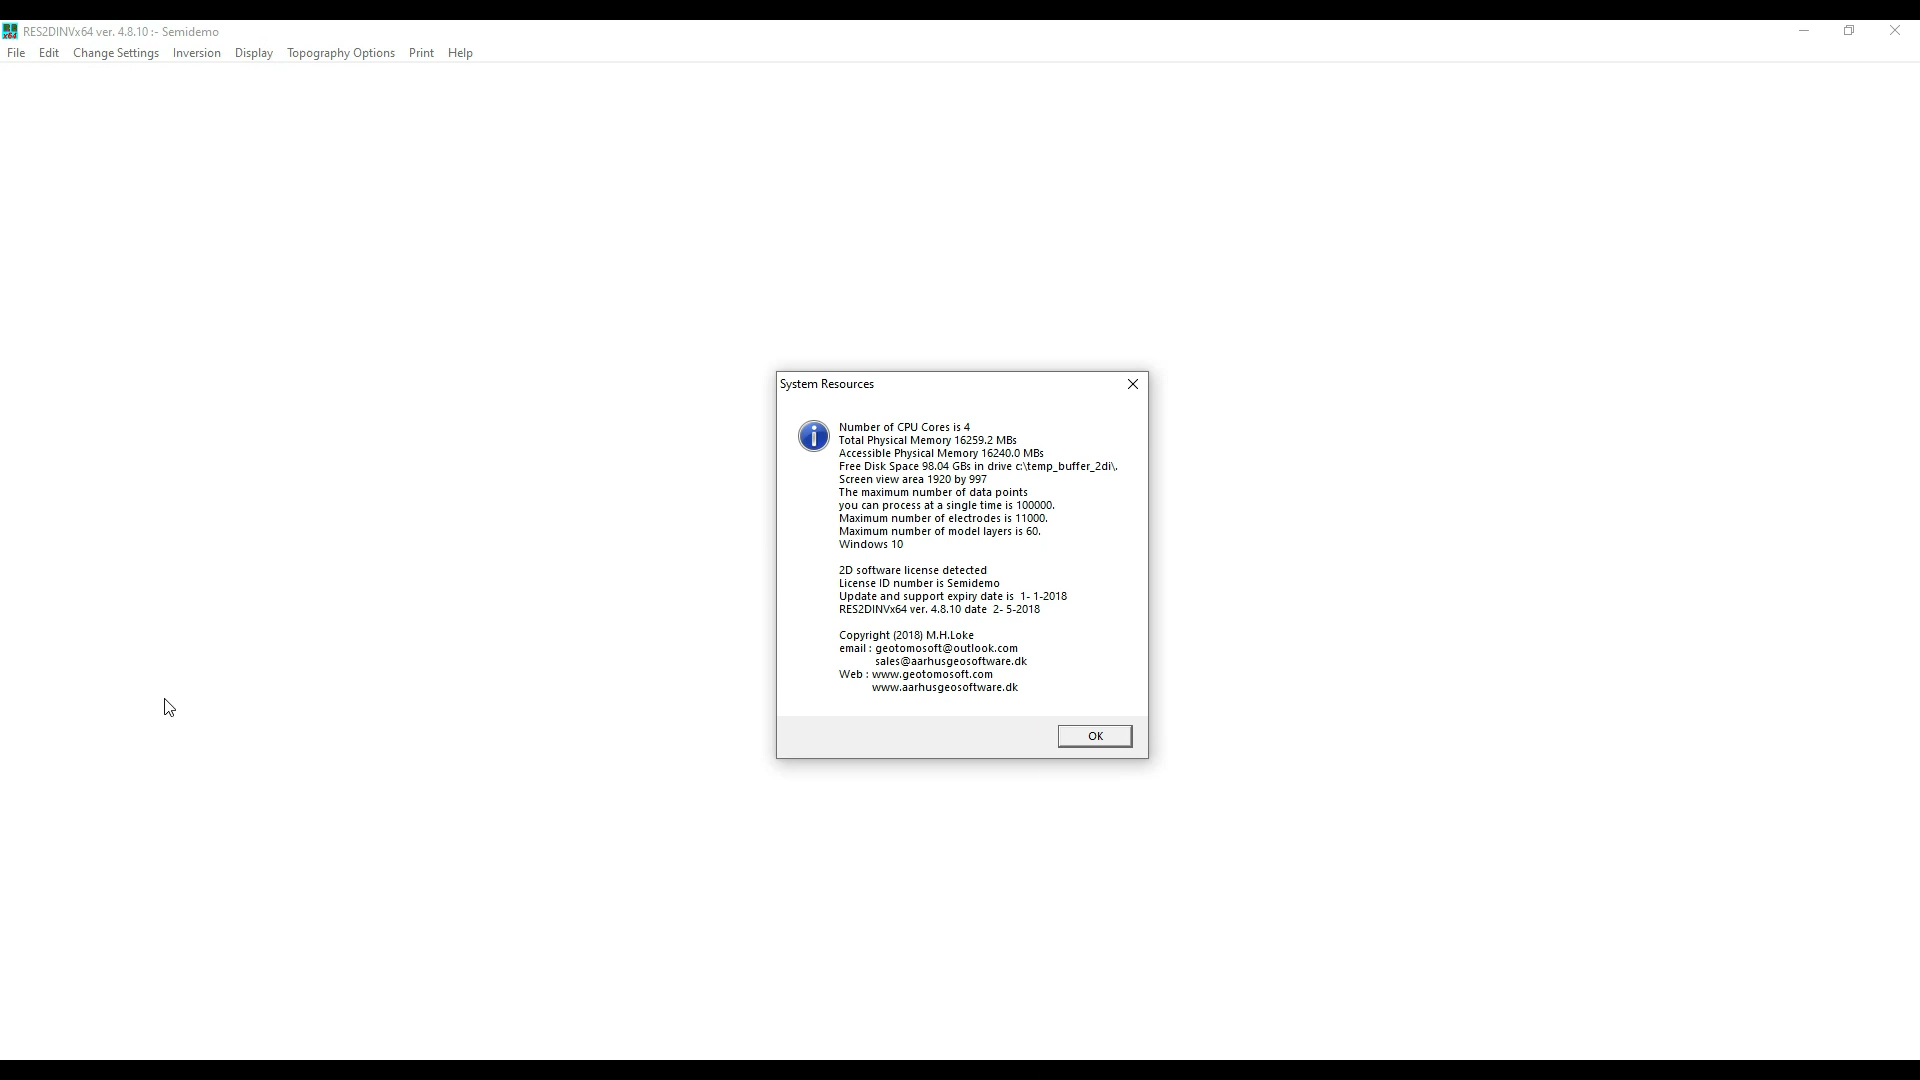 RES2DINVx64 ver. 4.8.10 :- Semidemo
File Edit Change Settings Inversion Display Topography Options Print Help
System Resources
Number of CPU Cores is 4
Total Physical Memory 16259.2 MBs
Accessible Physical Memory 16240.0 MBs
Free Disk Space 98.04 GBs in drive c:\temp_buffer_2di\.
Screen view area 1920 by 997
The maximum number of data points
you can process at a single time is 100000.
Maximum number of electrodes is 11000.
Maximum number of model layers is 60.
Windows 10
2D software license detected
License ID number is Semidemo
Update and support expiry date is 1- 1-2018
RES2DINVx64 ver. 4.8.10 date 2- 5-2018
Copyright (2018) M.H.Loke
email : geotomosoft@outlook.com
sales@aarhusgeosoftware.dk
Web : www.geotomosoft.com
www.aarhusgeosoftware.dk
OK